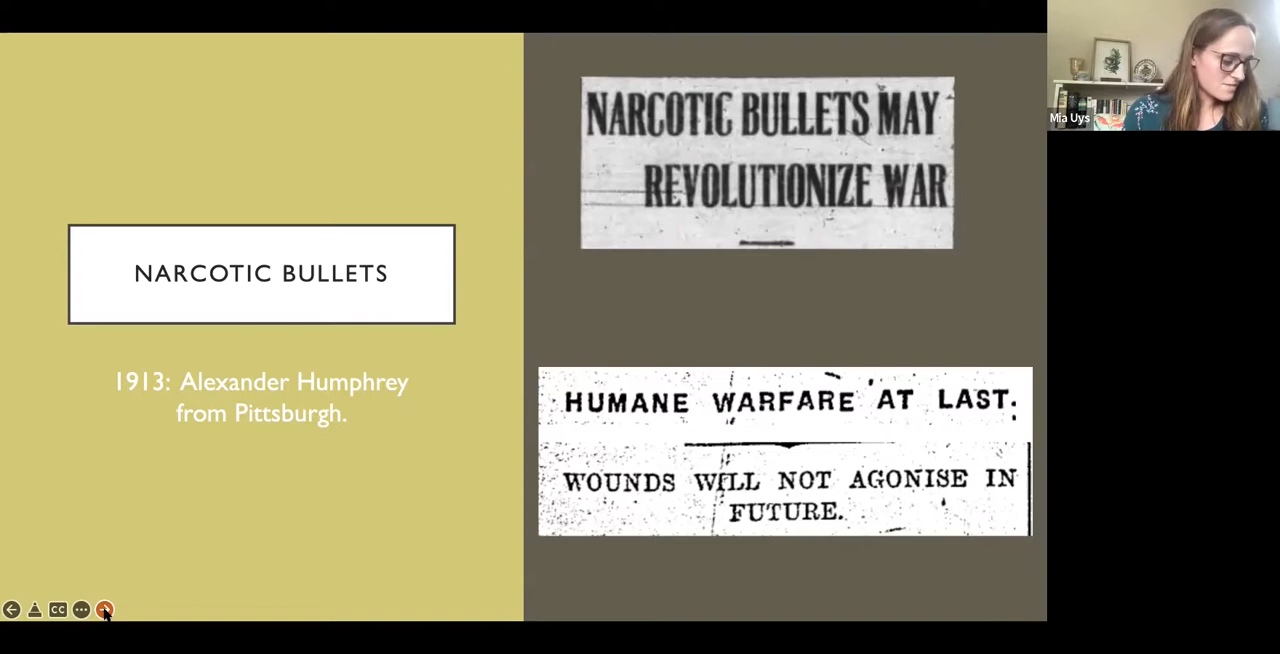 NARCOTIC BULLETS
1913: Alexander Humphrey
from Pittsburgh.
NARCOTIC BULLETS MAY
REVOLUTIONIZE WAR
HUMANE WARFARE AT LAST.
WOUNDS WILL NOT AGONISE IN
FUTURE.
Mia Uys
CC